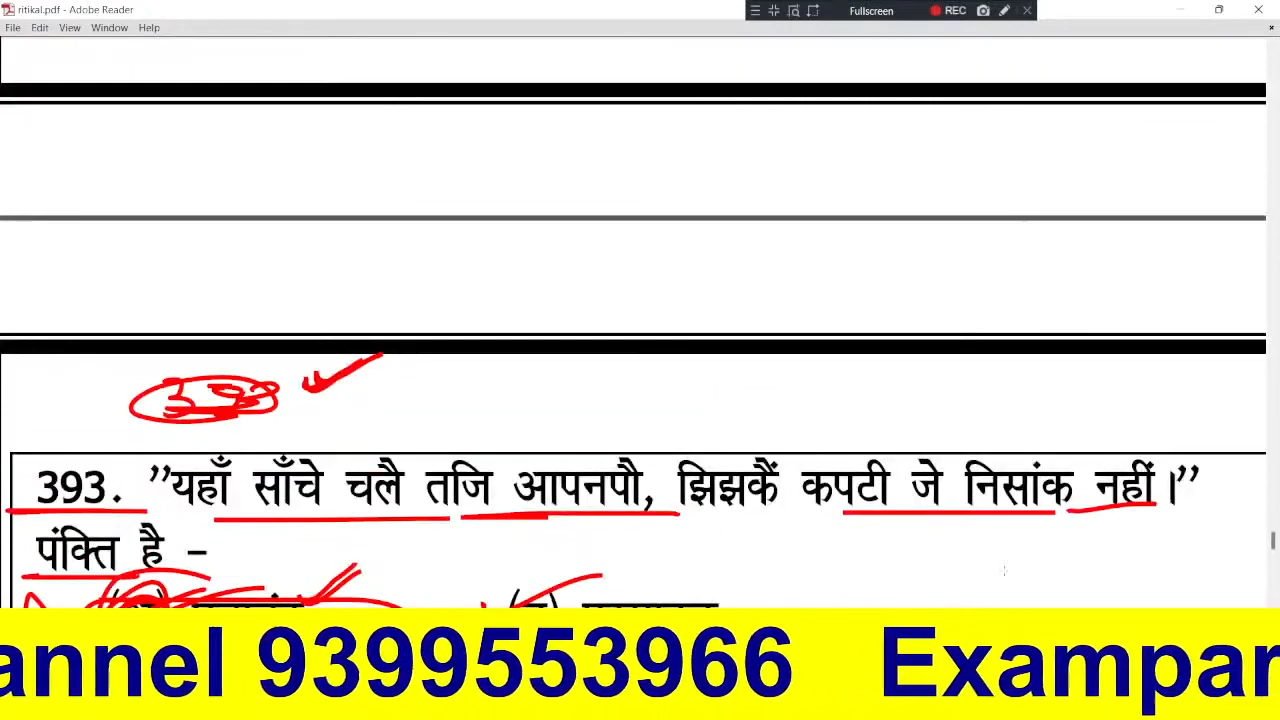 ritikal.pdf - Adobe Reader
Fullscreen REC
File Edit View Window Help
393. ”यहाँ साँचे चलै तजि आपनपौ, झिझकैं कपटी जे निसांक नहीं।”
पंक्ति है -
annel 9399553966 Exampar